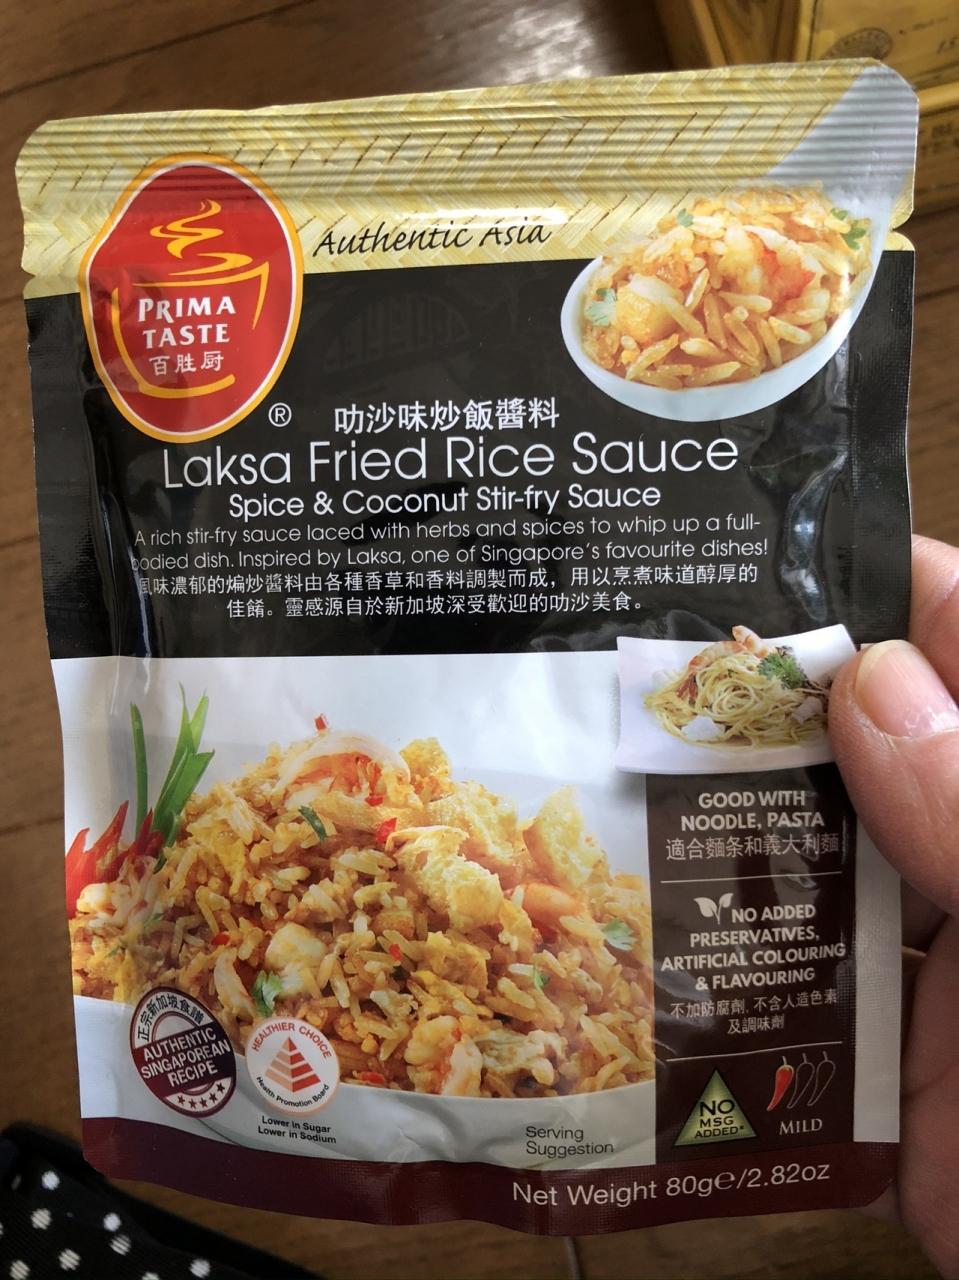 Authentic Asia
PRIMA
TASTE
百胜厨
®
叻沙味炒飯醬料
Laksa Fried Rice Sauce
Spice & Coconut Stir-fry Sauce
A rich stir-fry sauce laced with herbs and spices to whip up a full-
bodied dish. Inspired by Laksa, one of Singapore's favourite dishes!
風味濃郁的煸炒醬料由各種香草和香料調製而成，用以烹煮味道醇厚的
佳餚。靈感源自於新加坡深受歡迎的叻沙美食。
GOOD WITH
NOODLE, PASTA
適合麵条和義大利麵
NO ADDED
PRESERVATIVES,
ARTIFICIAL COLOURING
& FLAVOURING
不加防腐劑, 不含人造色素
及調味劑
正宗新加坡食譜
AUTHENTIC
SINGAPOREAN
RECIPE
HEALTHIER CHOICE
Health Promotion Board
Lower in Sugar
Lower in Sodium
Serving
Suggestion
NO
MSG
ADDED*
MILD
Net Weight 80g℮/2.82oz